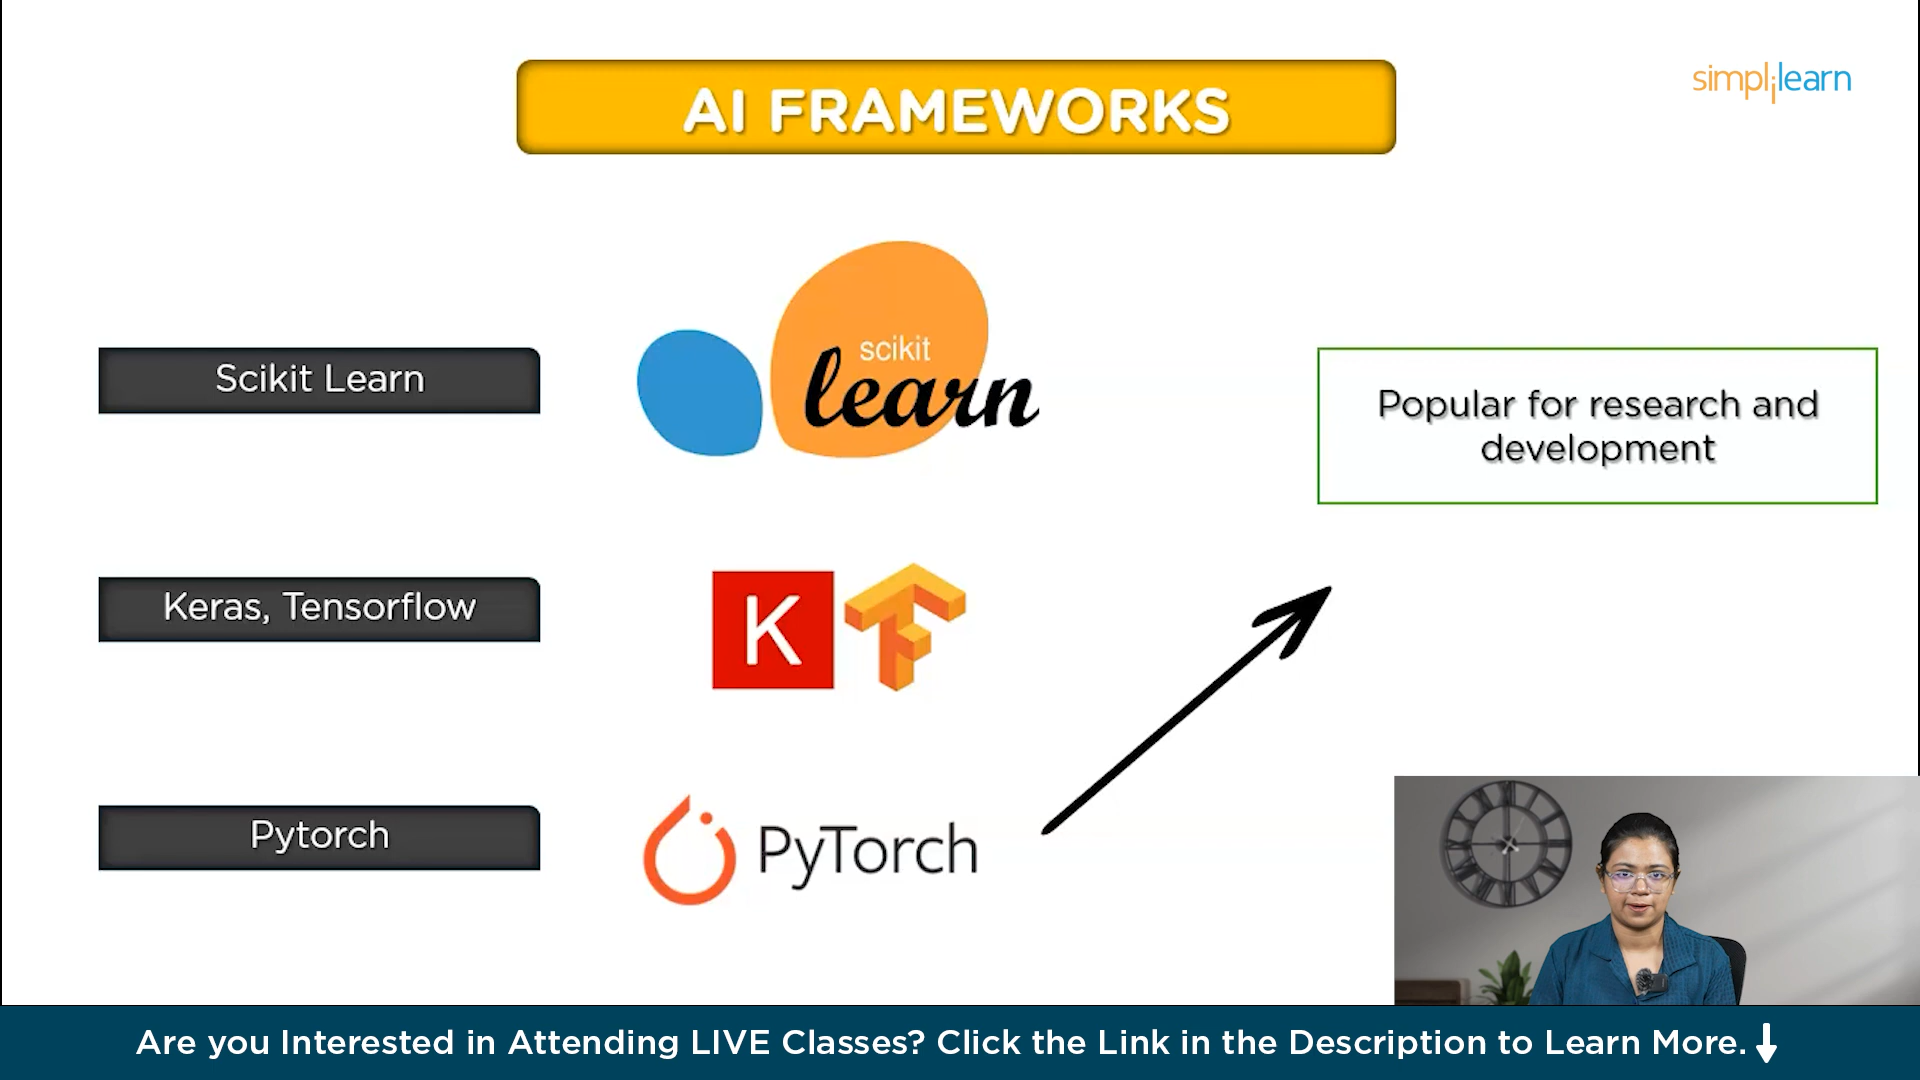 AI FRAMEWORKS
simplilearn
Scikit Learn
scikit
learn
Popular for research and
development
Keras, Tensorflow
K
Pytorch
PyTorch
Are you Interested in Attending LIVE Classes? Click the Link in the Description to Learn More.